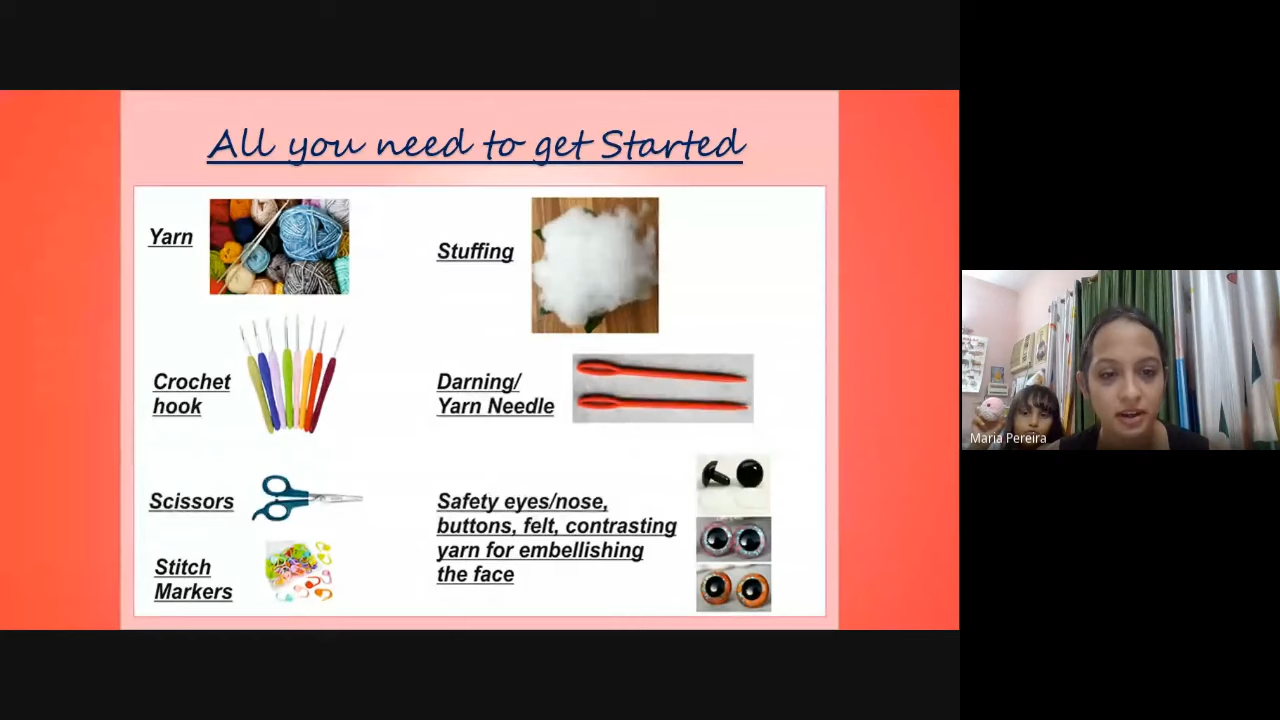 All you need to get Started
Yarn
Crochet
hook
Scissors
Stitch
Markers
Stuffing
Darning/
Yarn Needle
Safety eyes/nose,
buttons, felt, contrasting
yarn for embellishing
the face
Maria Pereira